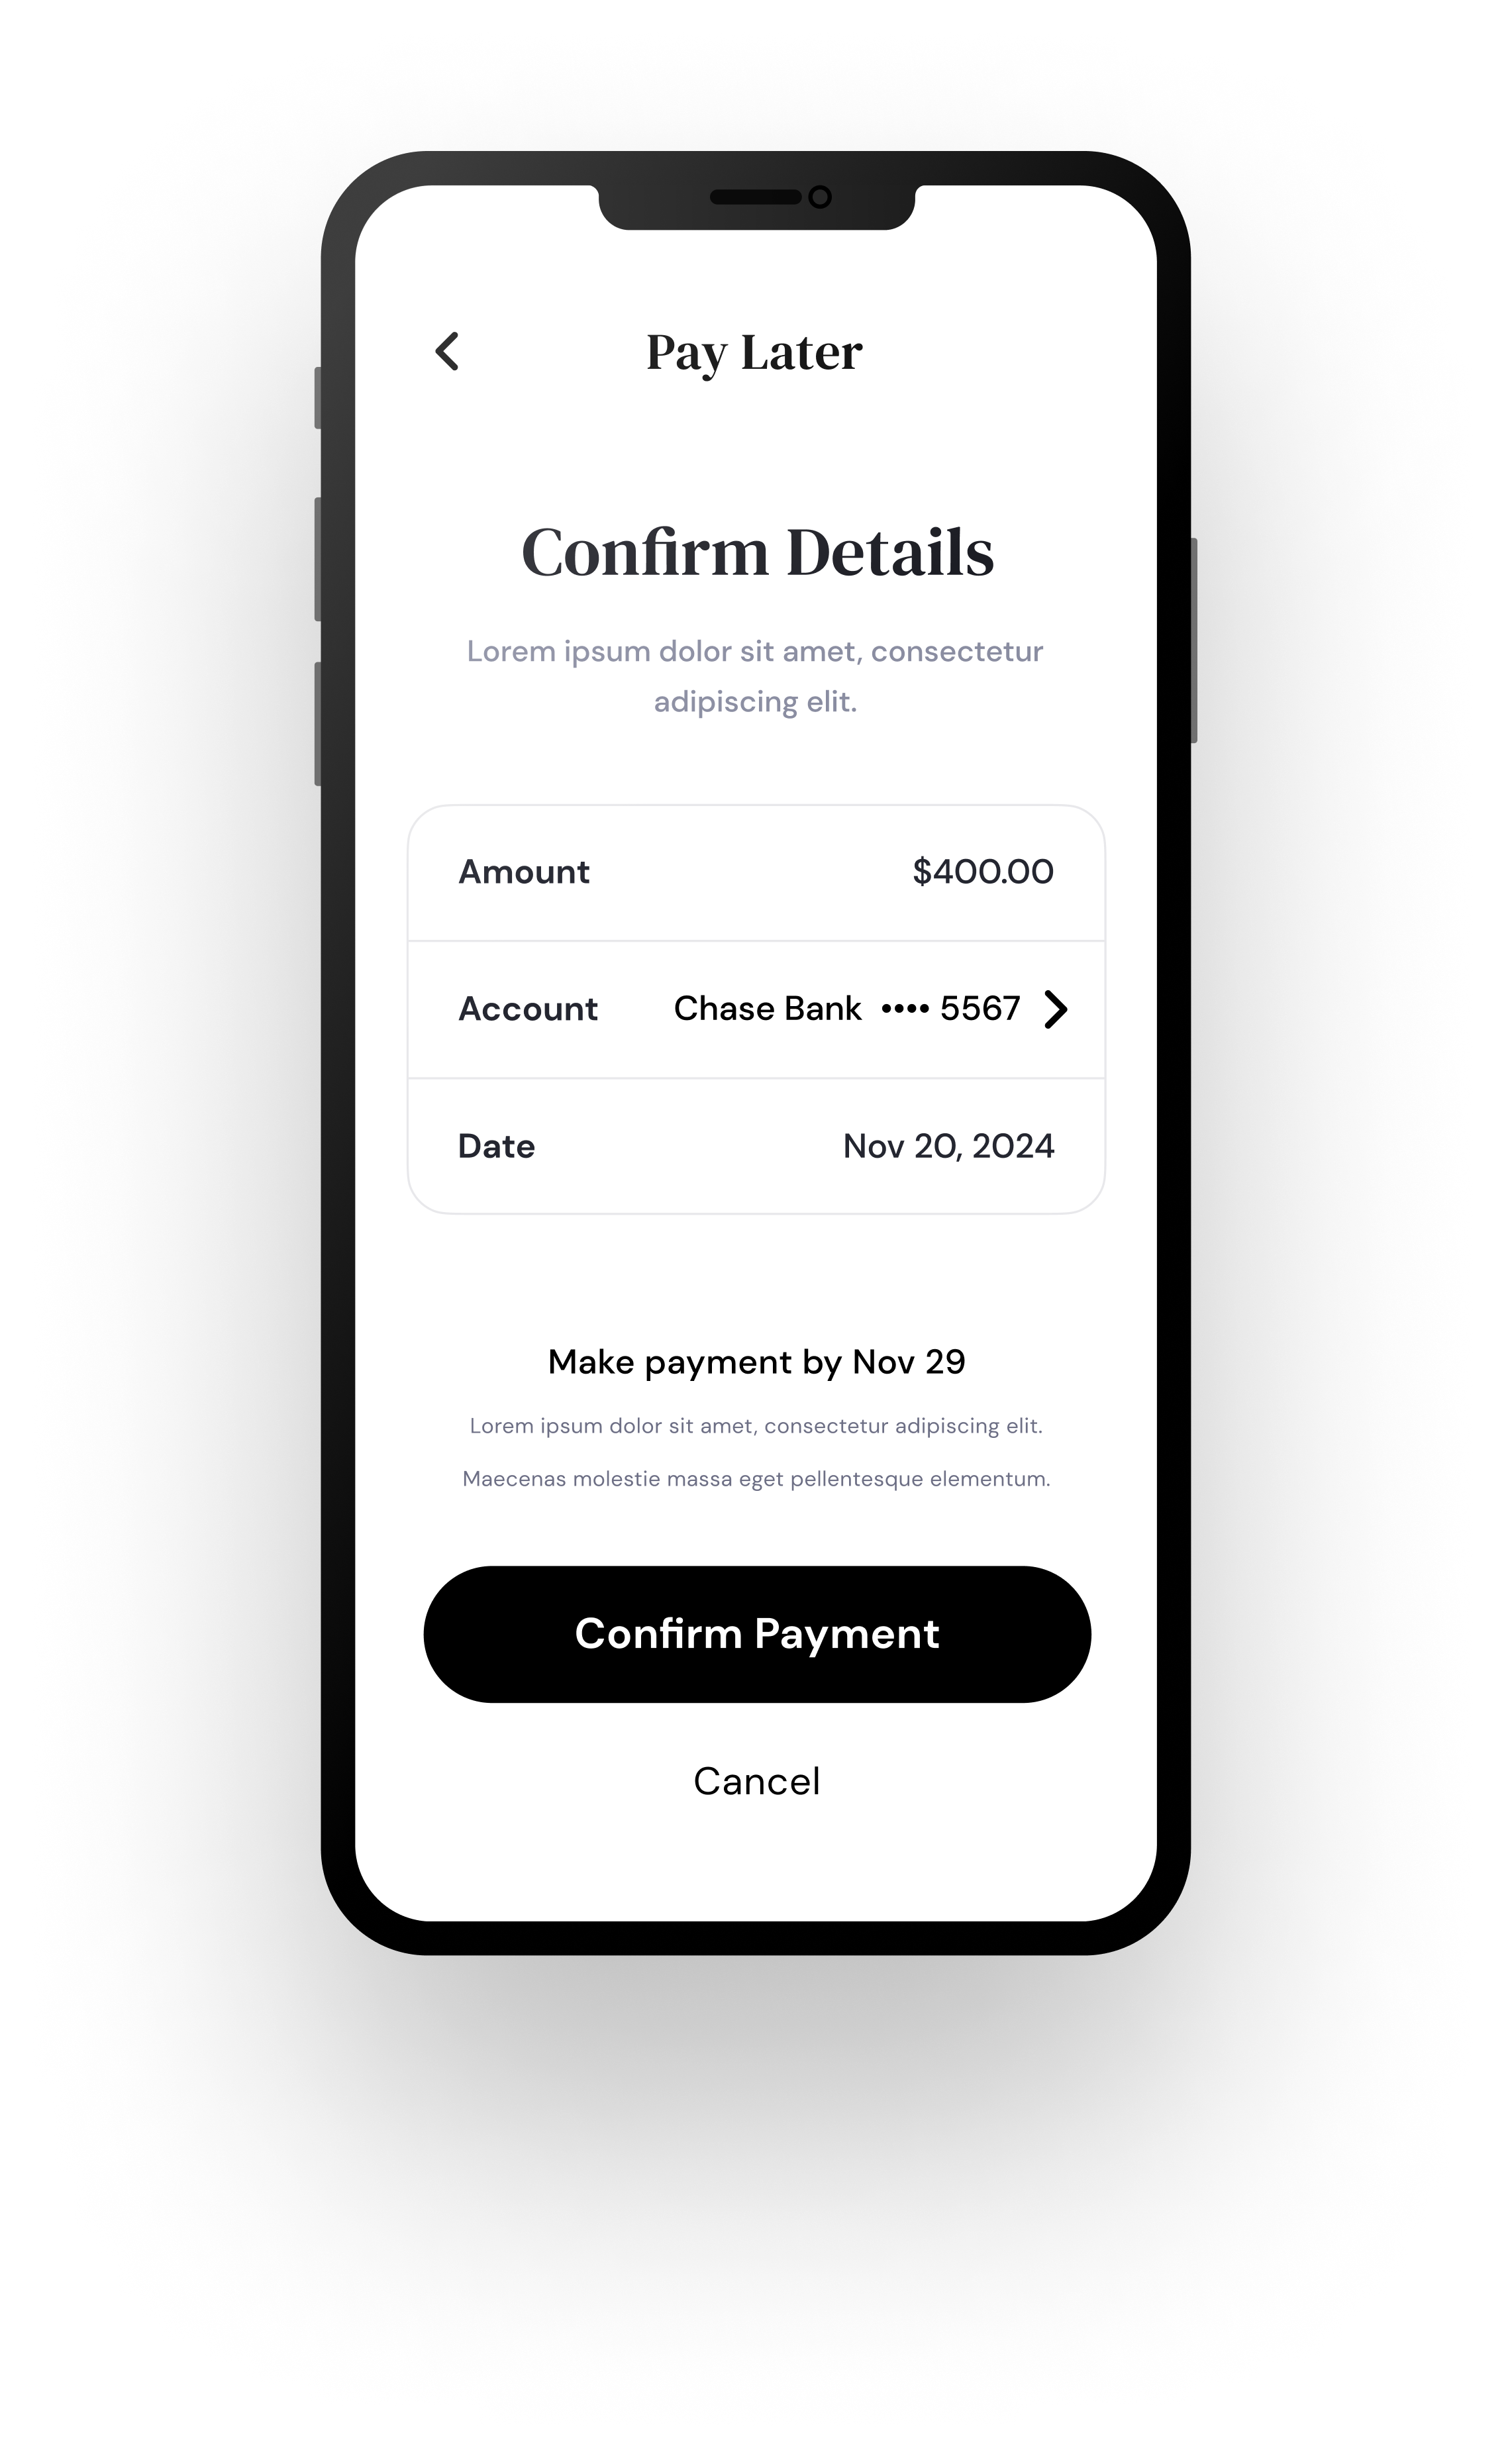 Pay Later
Confirm Details
Lorem ipsum dolor sit amet, consectetur
adipiscing elit.
Amount $400.00
Account Chase Bank •••• 5567
Date Nov 20, 2024
Make payment by Nov 29
Lorem ipsum dolor sit amet, consectetur adipiscing elit.
Maecenas molestie massa eget pellentesque elementum.
Confirm Payment
Cancel